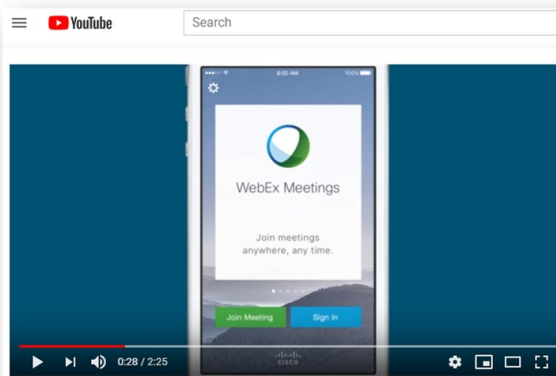 YouTube
Search
9:00 AM
100%
WebEx Meetings
Join meetings
anywhere, any time.
Join Meeting
Sign In
CISCO
0:28 / 2:25